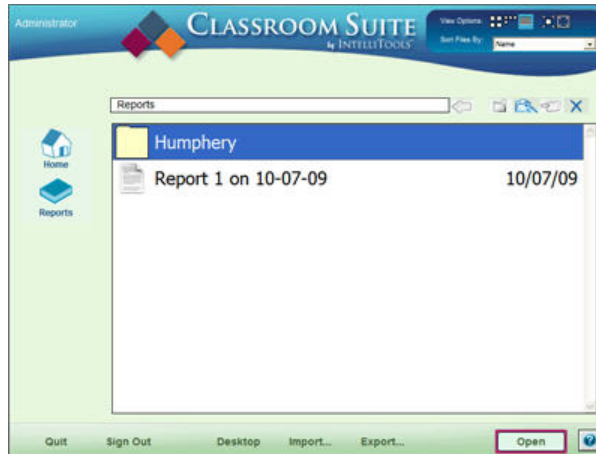 Administrator
CLASSROOM SUITE
by INTELLITOOLS
View Options:
Sort Files By: Name
Reports
Home
Reports
Humphery
Report 1 on 10-07-09 10/07/09
Quit Sign Out Desktop Import... Export... Open ?